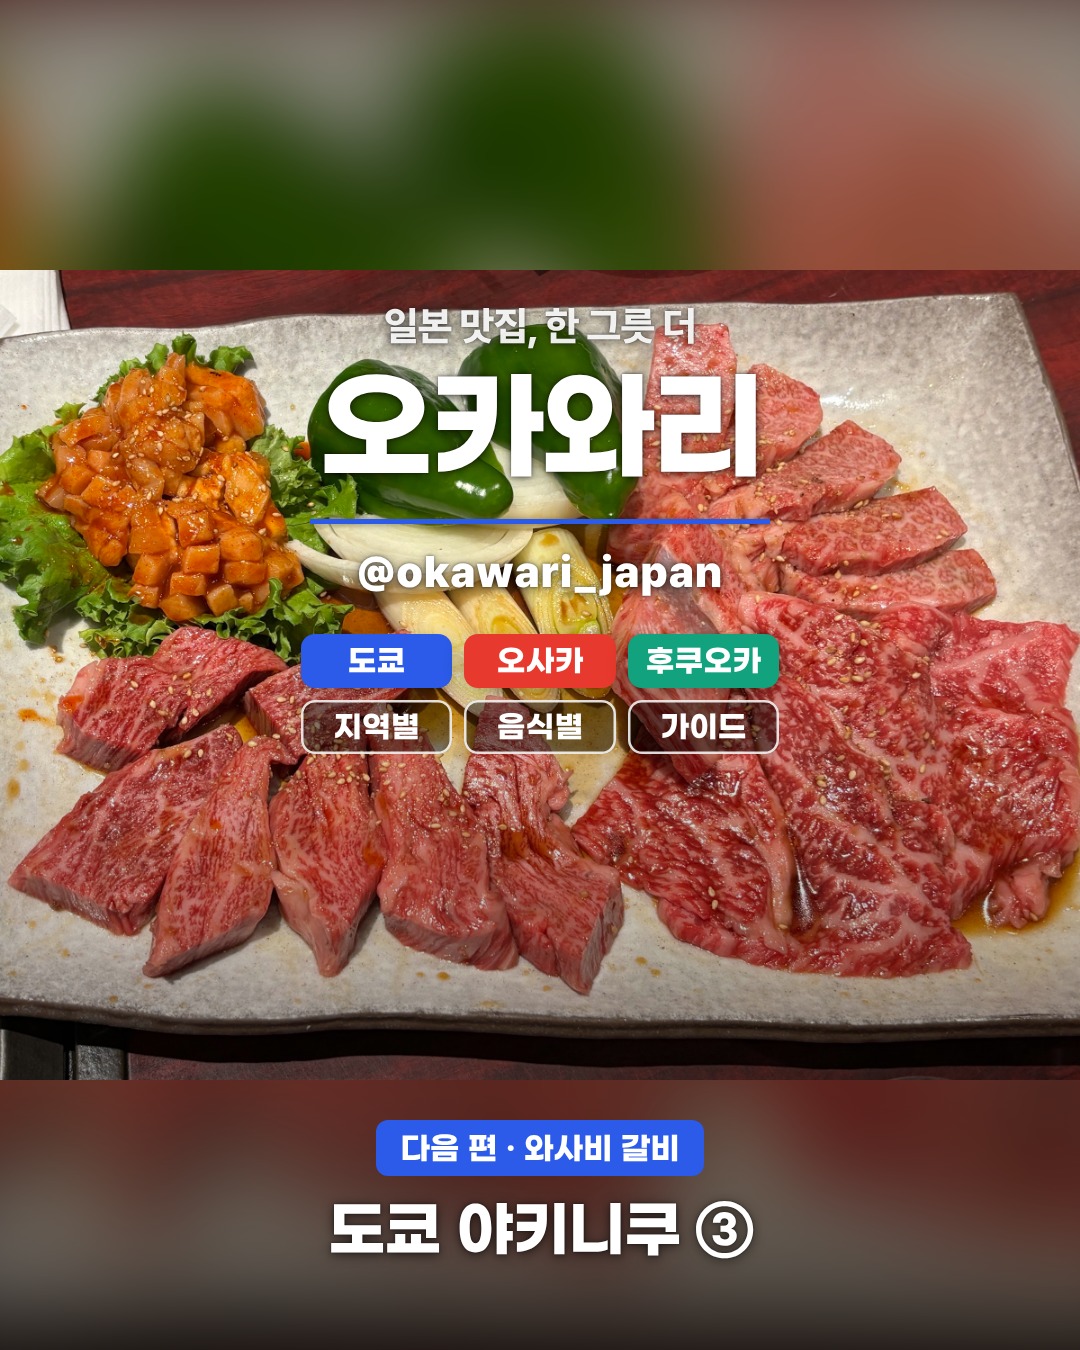 일본 맛집, 한 그릇 더
오카와리
@okawari_japan
도쿄 오사카 후쿠오카
지역별 음식별 가이드
다음 편 · 와사비 갈비
도쿄 야키니쿠 ③